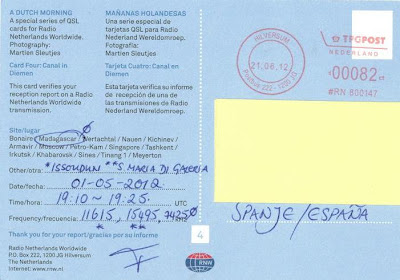 A DUTCH MORNING
A special series of QSL
cards for Radio
Netherlands Worldwide.
Photography:
Martien Sleutjes
Card Four: Canal in
Diemen
This card verifies your
reception report on a Radio
Netherlands Worldwide
transmission.
MAÑANAS HOLANDESAS
Una serie especial de
tarjetas QSL para Radio
Nederland Wereldomroep.
Fotografía:
Martien Sleutjes
Tarjeta Cuatro: Canal en
Diemen
Esta tarjeta verifica su informe
de recepción de una de
las transmisiones de Radio
Nederland Wereldomroep.
Site/lugar
Bonaire / Madagascar / Wertachtal / Nauen / Kichinev /
Armavir / Moscow / Petro-Kam / Singapore / Tashkent /
Irkutsk / Khabarovsk / Sines / Tinang 1 / Meyerton
Other/otra: *ISSOUDUN **S. MARIA DI GALERIA
Date/fecha: 01-05-2012
Time/hora: 19:10 - 19:25 UTC
Frequency/frecuencia: 11615, 15495, 7425 Ø
* **
Thank you for your report/gracias por su informe
Radio Netherlands Worldwide
P.O. Box 222, 1200 JG Hilversum
The Netherlands
Internet: www.rnw.nl
4
RNW
HILVERSUM
21.06.12
POSTBUS 222 - 1200 JG
TPGPOST
NEDERLAND
00082
#RN 800147
SPANJE/ESPAÑA